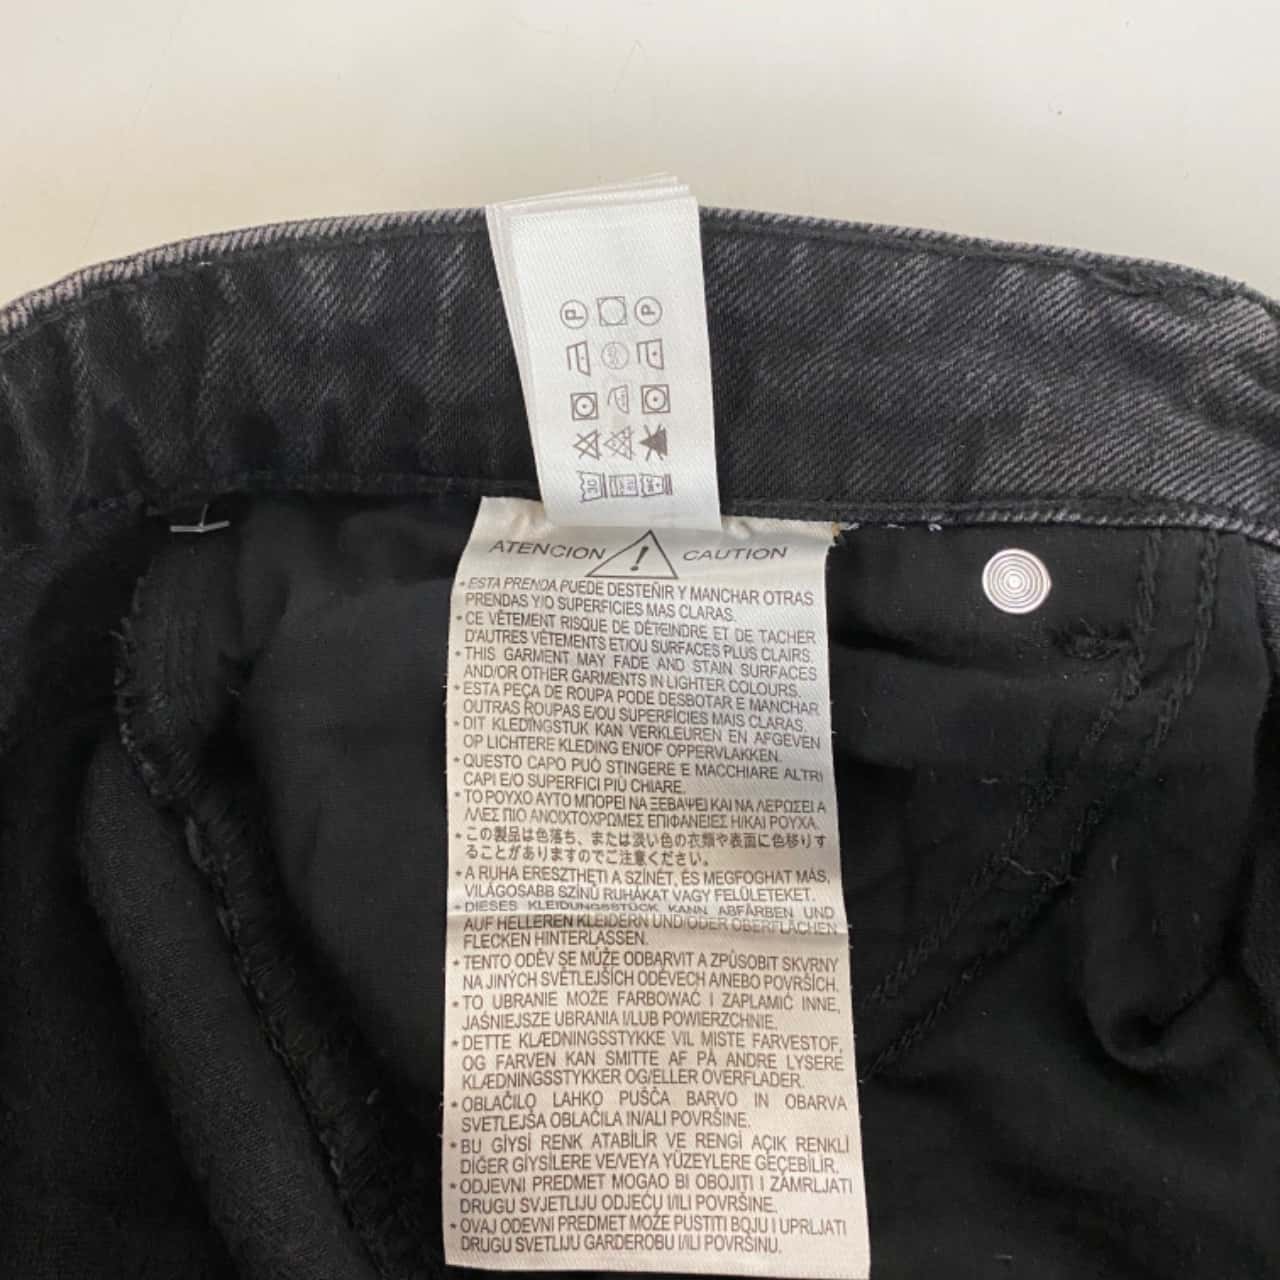 P P
ATENCION ! CAUTION
* ESTA PRENDA PUEDE DESTEÑIR Y MANCHAR OTRAS
PRENDAS Y/O SUPERFICIES MAS CLARAS.
* CE VÊTEMENT RISQUE DE DÉTEINDRE ET DE TACHER
D'AUTRES VÊTEMENTS ET/OU SURFACES PLUS CLAIRS.
* THIS GARMENT MAY FADE AND STAIN SURFACES
AND/OR OTHER GARMENTS IN LIGHTER COLOURS.
* ESTA PEÇA DE ROUPA PODE DESBOTAR E MANCHAR
OUTRAS ROUPAS E/OU SUPERFÍCIES MAIS CLARAS.
* DIT KLEDINGSTUK KAN VERKLEUREN EN AFGEVEN
OP LICHTERE KLEDING EN/OF OPPERVLAKKEN.
* QUESTO CAPO PUÒ STINGERE E MACCHIARE ALTRI
CAPI E/O SUPERFICI PIÙ CHIARE.
* ΤΟ ΡΟΥΧΟ ΑΥΤΟ ΜΠΟΡΕΙ ΝΑ ΞΕΒΑΨΕΙ ΚΑΙ ΝΑ ΛΕΡΩΣΕΙ Α
ΛΛΕΣ ΠΙΟ ΑΝΟΙΧΤΟΧΡΩΜΕΣ ΕΠΙΦΑΝΕΙΕΣ Η/ΚΑΙ ΡΟΥΧΑ.
* この製品は色落ち、または淡い色の衣類や表面に色移りす
ることがありますのでご注意ください。
* A RUHA ERESZTHETI A SZÍNÉT, ÉS MEGFOGHAT MÁS,
VILÁGOSABB SZÍNŰ RUHÁKAT VAGY FELÜLETEKET.
* DIESES KLEIDUNGSSTÜCK KANN ABFÄRBEN UND
AUF HELLEREN KLEIDERN UND/ODER OBERFLÄCHEN
FLECKEN HINTERLASSEN.
* TENTO ODĚV SE MŮŽE ODBARVIT A ZPŮSOBIT SKVRNY
NA JINÝCH SVĚTLEJŠÍCH ODĚVECH A/NEBO POVRŠÍCH.
* TO UBRANIE MOŻE FARBOWAĆ I ZAPLAMIĆ INNE,
JAŚNIEJSZE UBRANIA I/LUB POWIERZCHNIE.
* DETTE KLÆDNINGSSTYKKE VIL MISTE FARVESTOF,
OG FARVEN KAN SMITTE AF PÅ ANDRE LYSERE
KLÆDNINGSSTYKKER OG/ELLER OVERFLADER.
* OBLAČILO LAHKO PUŠČA BARVO IN OBARVA
SVETLEJŠA OBLAČILA IN/ALI POVRŠINE.
* BU GİYSİ RENK ATABİLİR VE RENGİ AÇIK RENKLİ
DİĞER GİYSİLERE VE/VEYA YÜZEYLERE GEÇEBİLİR.
* ODJEVNI PREDMET MOGAO BI OBOJITI I ZAMRLJATI
DRUGU SVJETLIJU ODJEĆU I/ILI POVRŠINE.
* OVAJ ODEVNI PREDMET MOŽE PUSTITI BOJU I UPRLJATI
DRUGU SVETLIJU GARDEROBU I/ILI POVRŠINU.